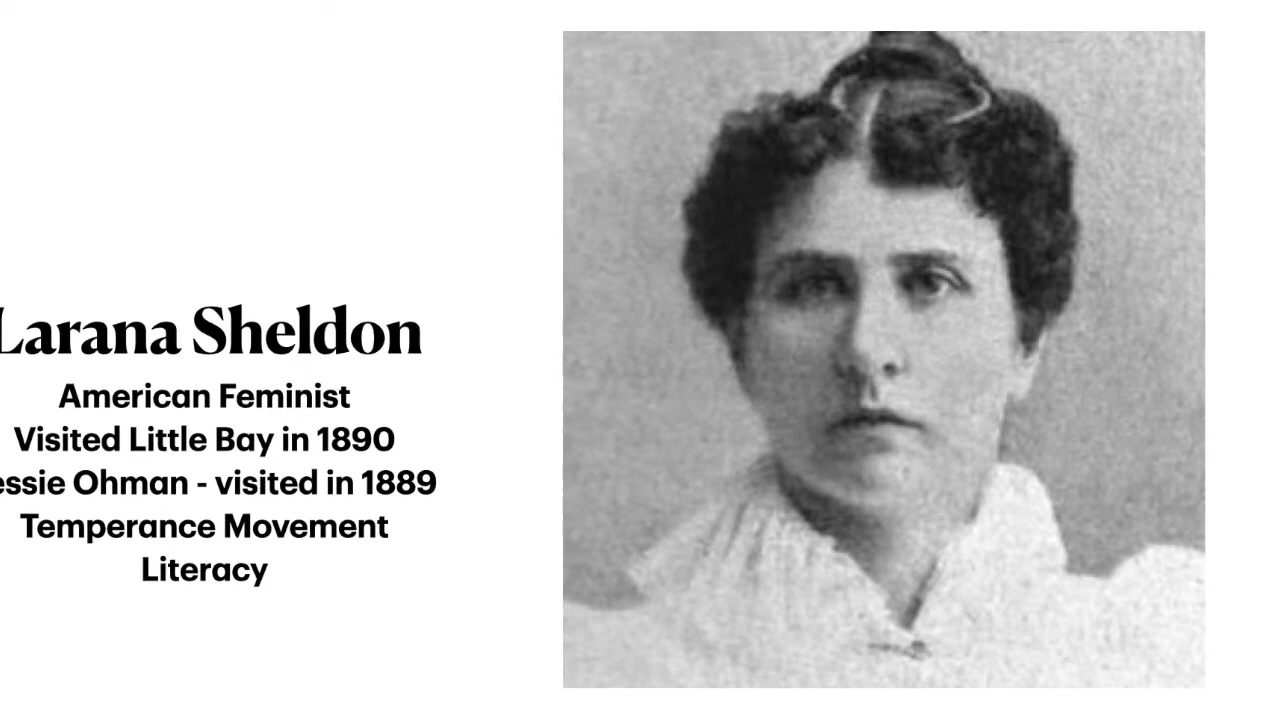 Larana Sheldon
American Feminist
Visited Little Bay in 1890
essie Ohman - visited in 1889
Temperance Movement
Literacy